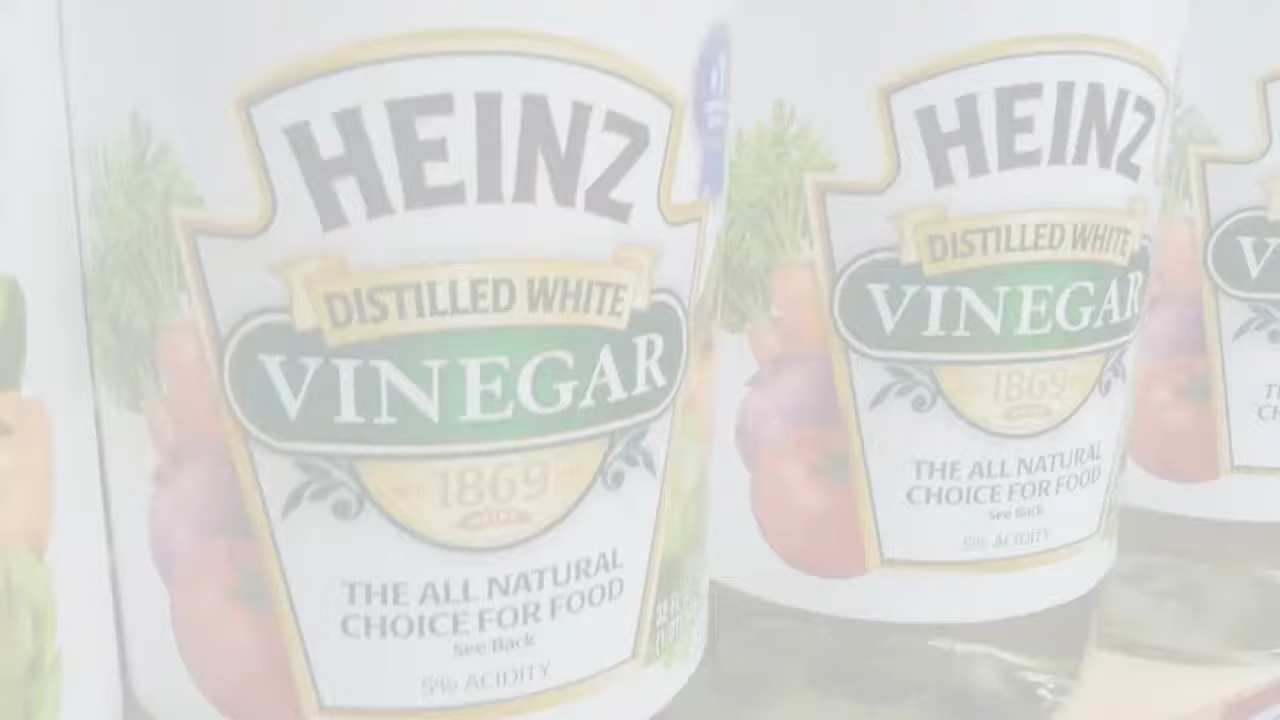 HEINZ
DISTILLED WHITE
VINEGAR
1869
THE ALL NATURAL
CHOICE FOR FOOD
See Back
5% ACIDITY
HEINZ
DISTILLED WHITE
VINEGAR
1869
THE ALL NATURAL
CHOICE FOR FOOD
See Back
5% ACIDITY
V